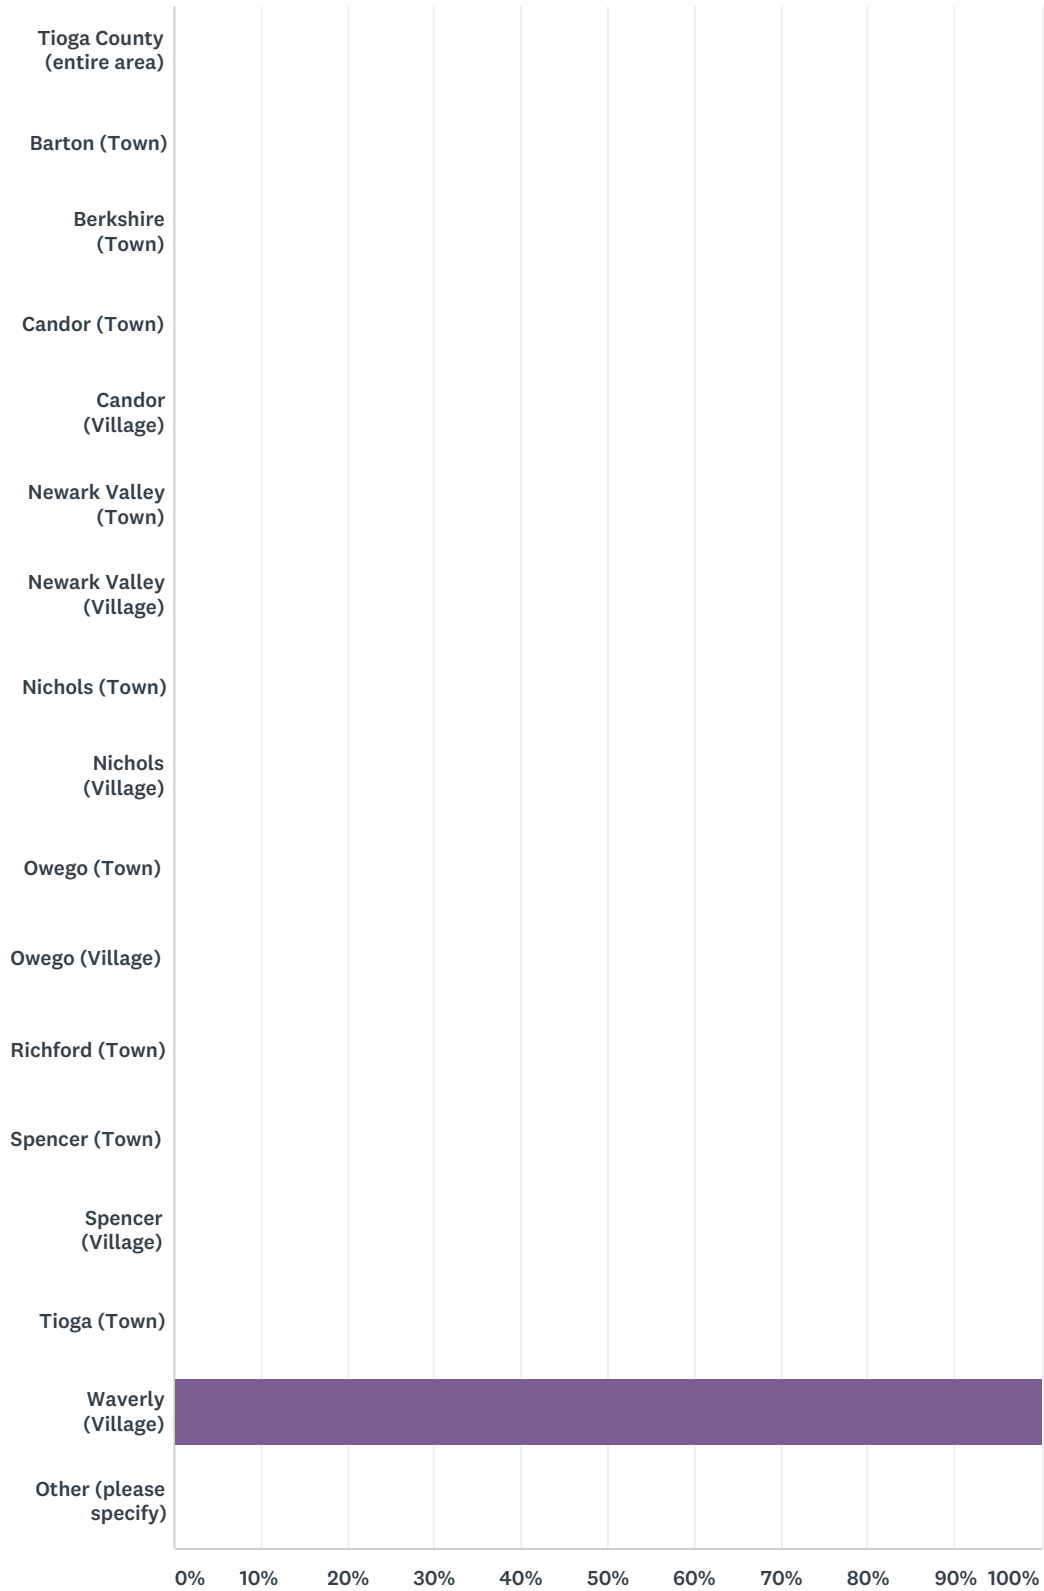 Tioga County
(entire area)
Barton (Town)
Berkshire
(Town)
Candor (Town)
Candor
(Village)
Newark Valley
(Town)
Newark Valley
(Village)
Nichols (Town)
Nichols
(Village)
Owego (Town)
Owego (Village)
Richford (Town)
Spencer (Town)
Spencer
(Village)
Tioga (Town)
Waverly
(Village)
Other (please
specify)
0% 10% 20% 30% 40% 50% 60% 70% 80% 90% 100%